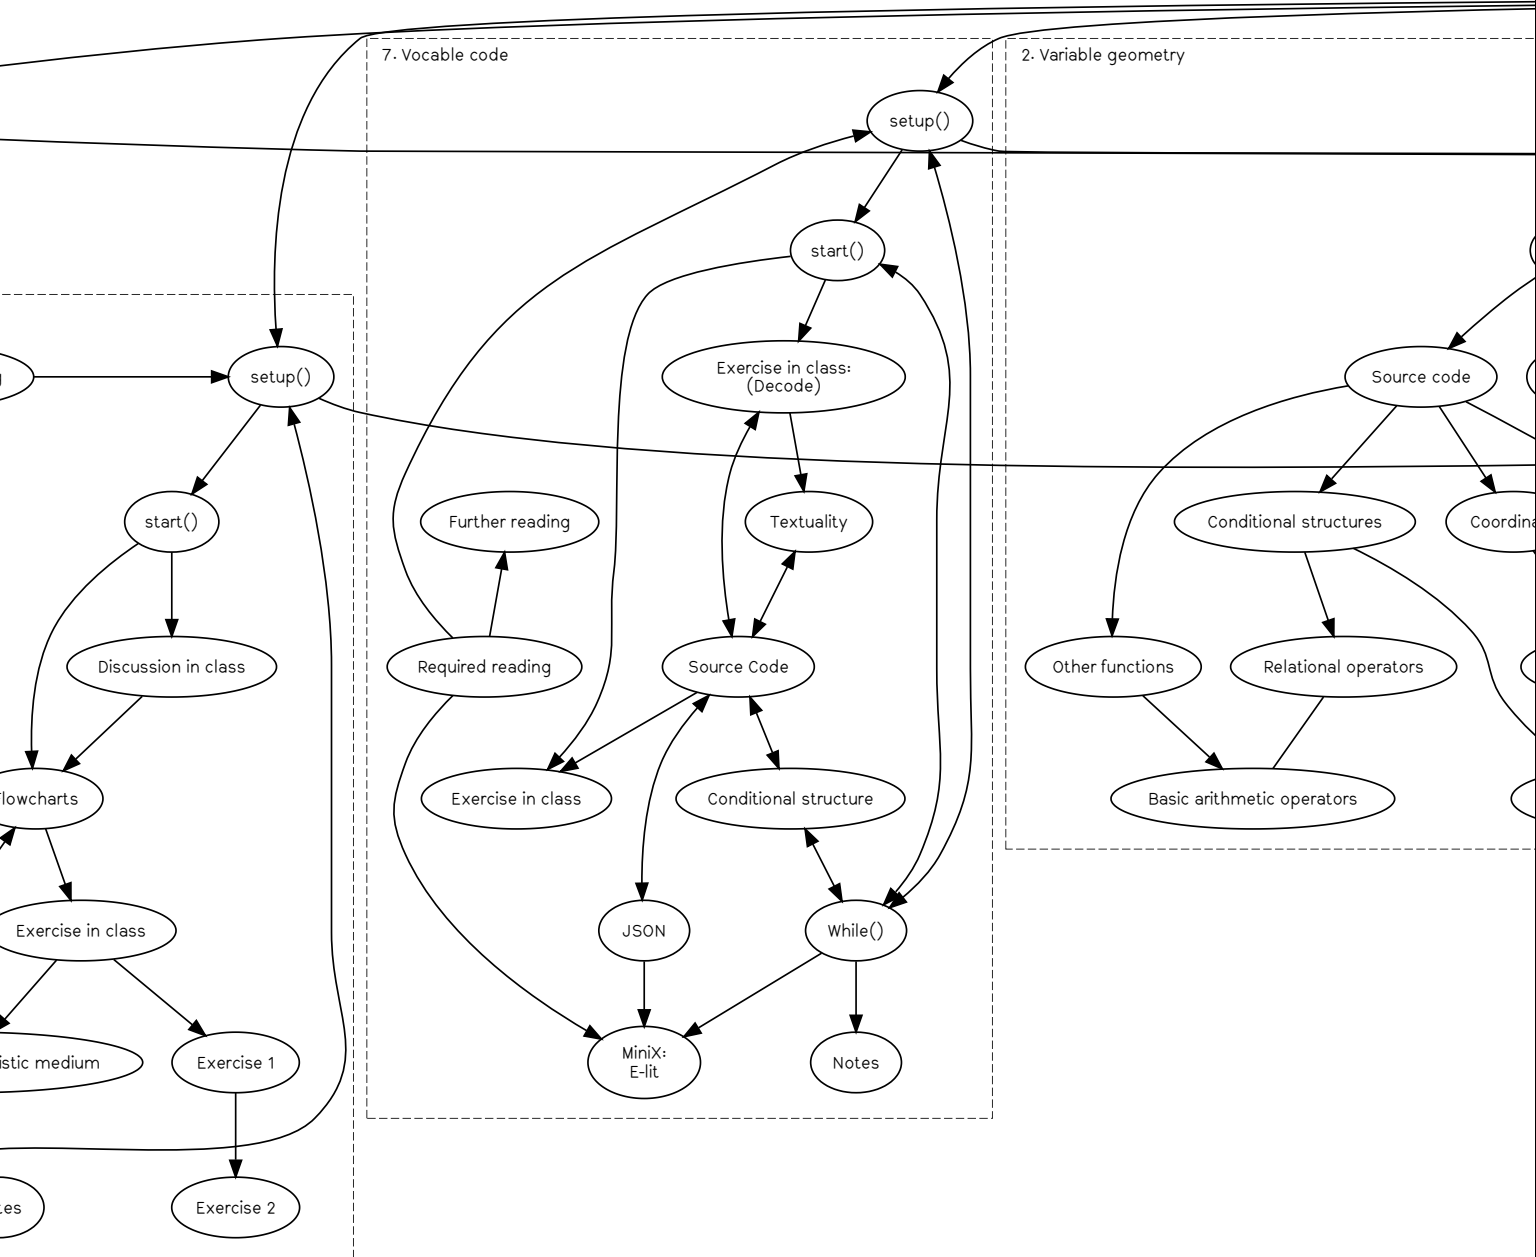 7. Vocable code
2. Variable geometry
setup()
start()
Exercise in class:
(Decode)
Source code
setup()
start()
Further reading
Textuality
Conditional structures
Discussion in class
Required reading
Source Code
Other functions
Relational operators
Exercise in class
Conditional structure
Basic arithmetic operators
Exercise in class
JSON
While()
Exercise 1
MiniX:
E-lit
Notes
medium
Exercise 2